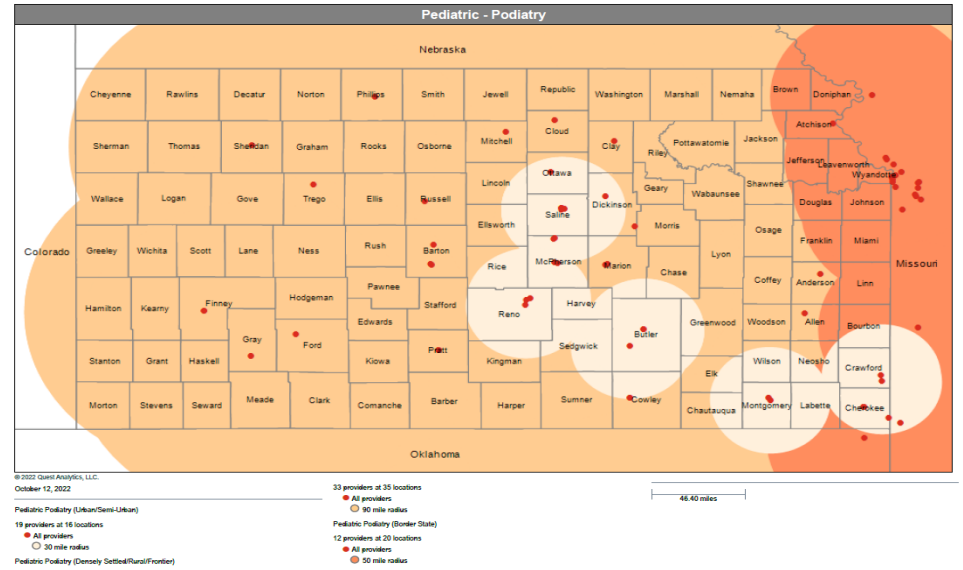 Pediatric - Podiatry
Nebraska
Cheyenne Rawlins Decatur Norton Phillips Smith Jewell Republic Washington Marshall Nemaha Brown Doniphan
Atchison
Sherman Thomas Sheridan Graham Rooks Osborne Mitchell Cloud Clay Riley Pottawatomie Jackson
Jefferson Leavenworth
Wyandotte
Lincoln Ottawa Geary Wabaunsee Shawnee
Wallace Logan Gove Trego Ellis Russell Saline Dickinson Douglas Johnson
Ellsworth Morris Osage
Colorado Greeley Wichita Scott Lane Ness Rush Barton Rice McPherson Marion Chase Lyon Franklin Miami Missouri
Pawnee Coffey Anderson Linn
Hamilton Kearny Finney Hodgeman Stafford Reno Harvey
Edwards Butler Greenwood Woodson Allen Bourbon
Gray Ford Sedgwick
Stanton Grant Haskell Kiowa Pratt Kingman Elk Wilson Neosho Crawford
Morton Stevens Seward Meade Clark Comanche Barber Harper Sumner Cowley Chautauqua Montgomery Labette Cherokee
Oklahoma
© 2022 Quest Analytics, LLC.
October 12, 2022
Pediatric Podiatry (Urban/Semi-Urban)
19 providers at 16 locations
All providers
30 mile radius
Pediatric Podiatry (Densely Settled/Rural/Frontier)
33 providers at 35 locations
All providers
90 mile radius
Pediatric Podiatry (Border State)
12 providers at 20 locations
All providers
50 mile radius
46.40 miles